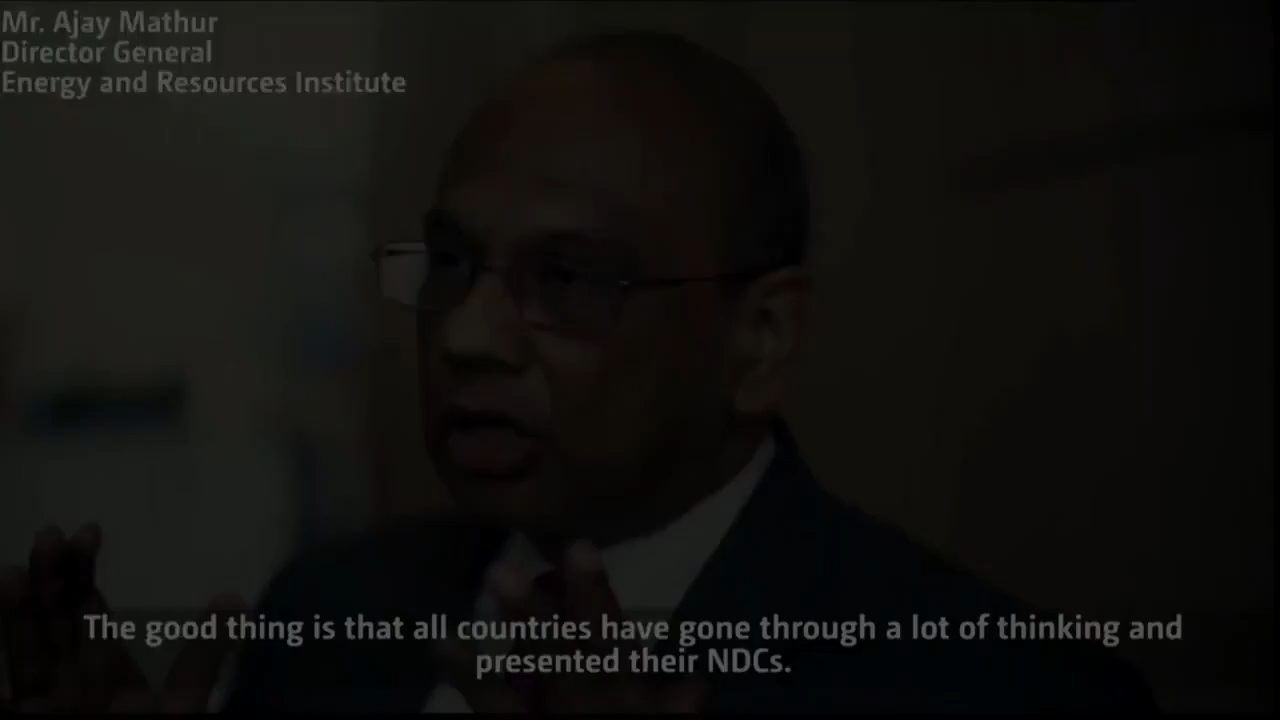 Mr. Ajay Mathur
Director General
Energy and Resources Institute
The good thing is that all countries have gone through a lot of thinking and
presented their NDCs.